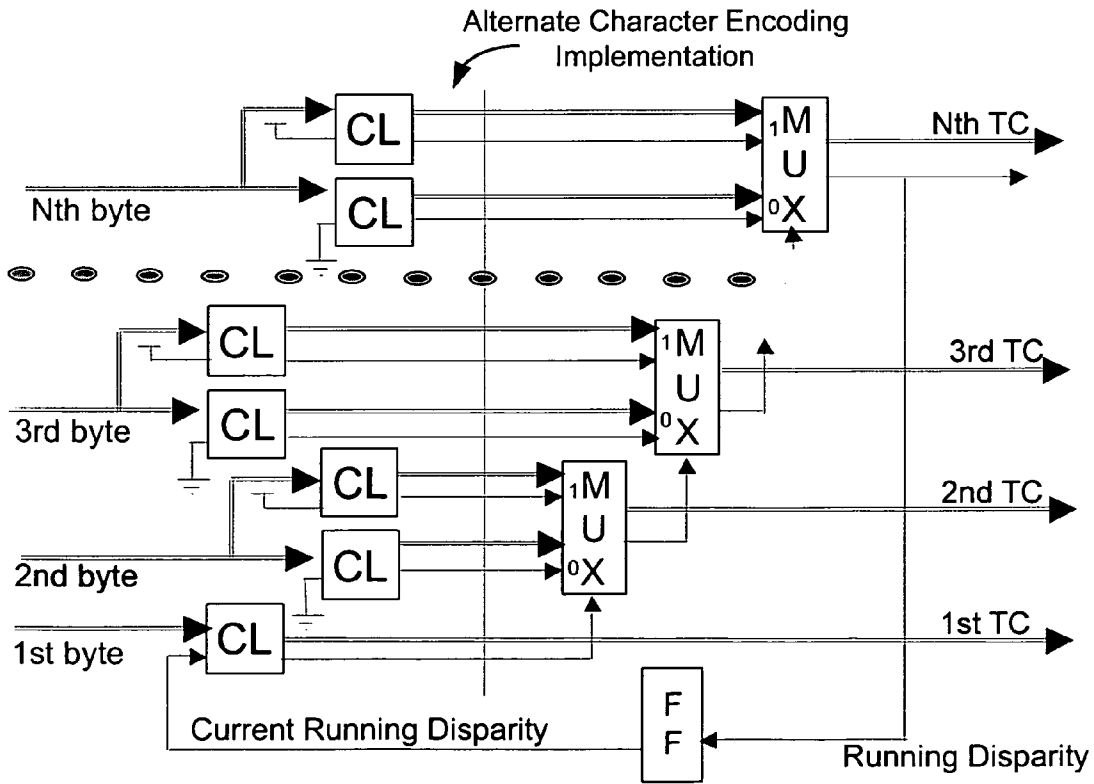 Alternate Character Encoding
Implementation
CL
1M
U
0X
Nth TC
Nth byte
CL
CL
1M
U
0X
3rd TC
3rd byte
CL
CL
1M
U
0X
2nd TC
2nd byte
CL
CL
1st TC
1st byte
F
F
Current Running Disparity
Running Disparity